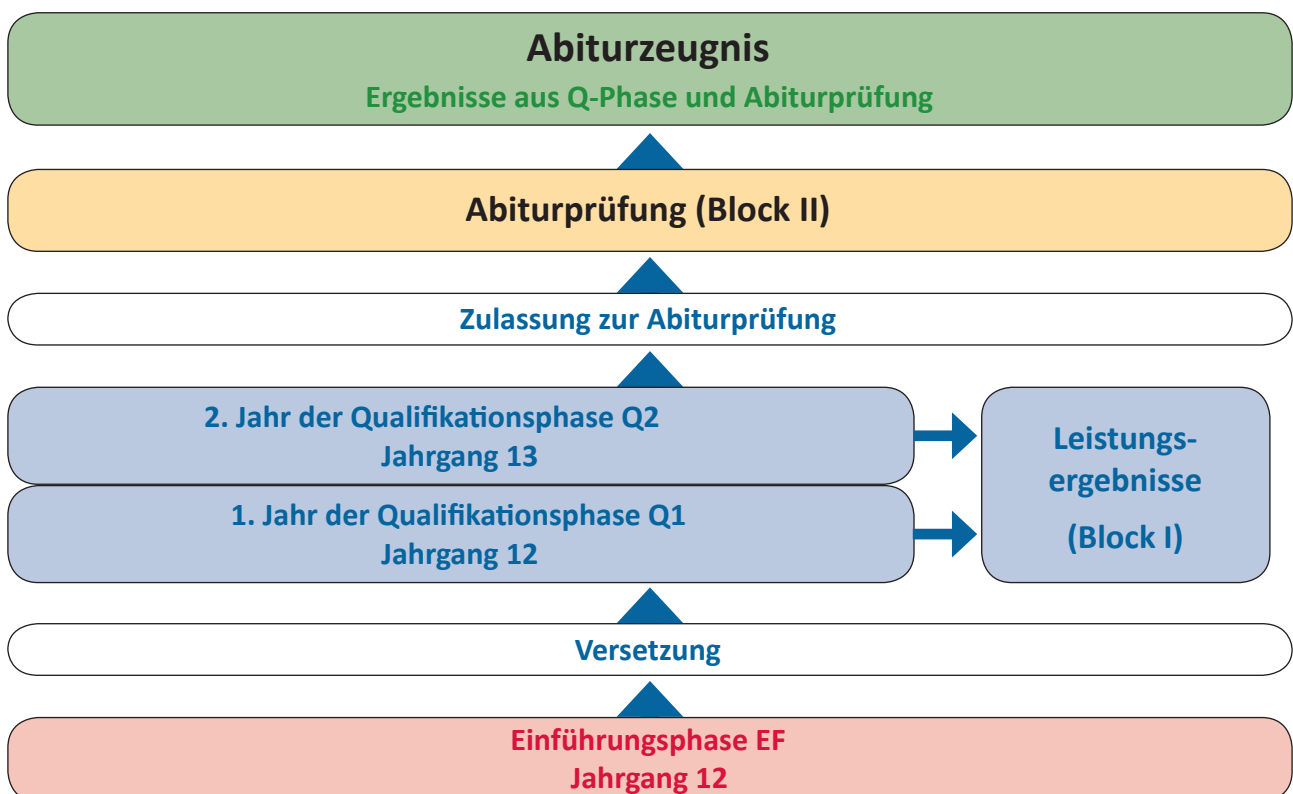 Abiturzeugnis
Ergebnisse aus Q-Phase und Abiturprüfung
Abiturprüfung (Block II)
Zulassung zur Abiturprüfung
2. Jahr der Qualifikationsphase Q2
Jahrgang 13
1. Jahr der Qualifikationsphase Q1
Jahrgang 12
Leistungs-
ergebnisse
(Block I)
Versetzung
Einführungsphase EF
Jahrgang 12